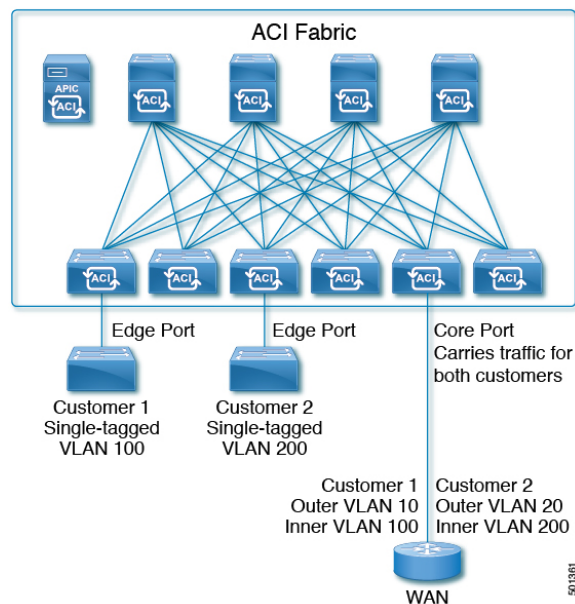 ACI Fabric
APIC
ACI
ACI
ACI
ACI
ACI
ACI
ACI
ACI
ACI
ACI
ACI
Edge Port
Edge Port
Core Port
Carries traffic for
both customers
Customer 1
Single-tagged
VLAN 100
Customer 2
Single-tagged
VLAN 200
Customer 1
Outer VLAN 10
Inner VLAN 100
Customer 2
Outer VLAN 20
Inner VLAN 200
WAN
501361